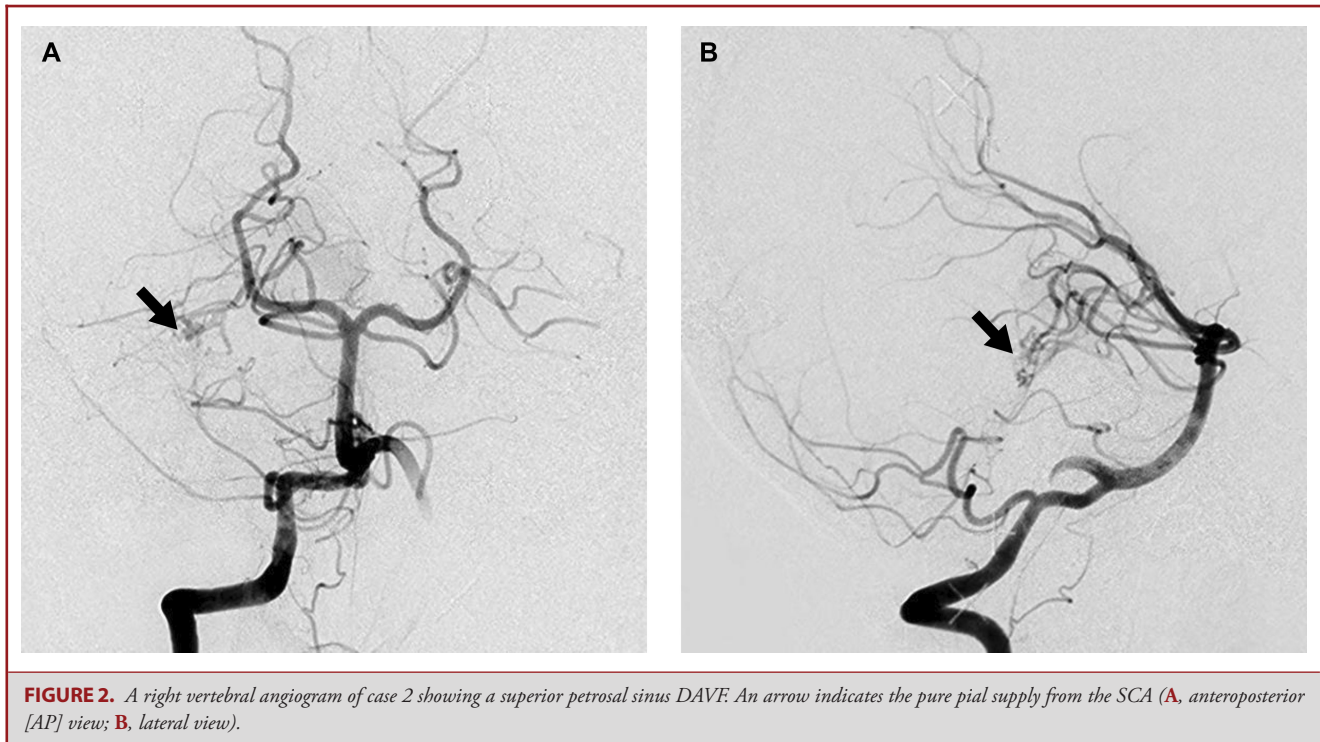 A
B
FIGURE 2. A right vertebral angiogram of case 2 showing a superior petrosal sinus DAVF. An arrow indicates the pure pial supply from the SCA (A, anteroposterior
[AP] view; B, lateral view).